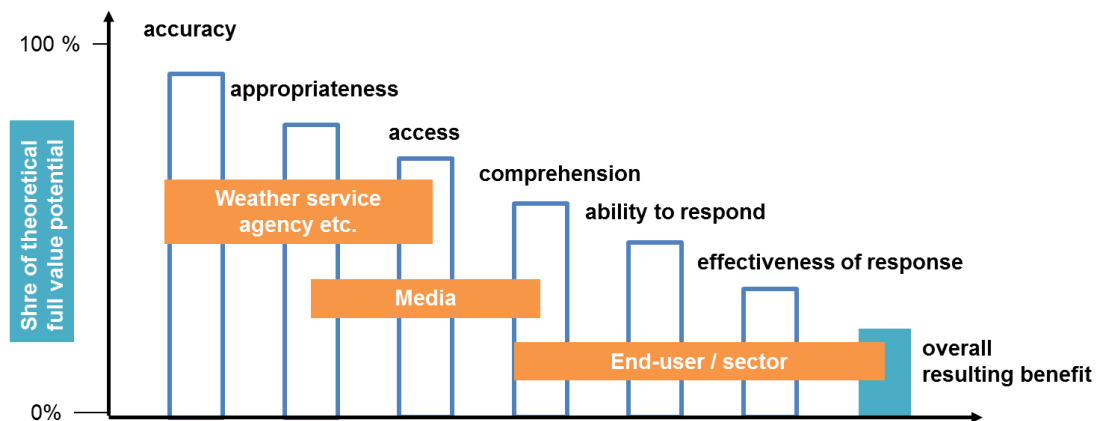 accuracy
100 %
appropriateness
access
comprehension
ability to respond
effectiveness of response
Shre of theoretical
full value potential
Weather service
agency etc.
Media
End-user / sector
overall
resulting benefit
0%